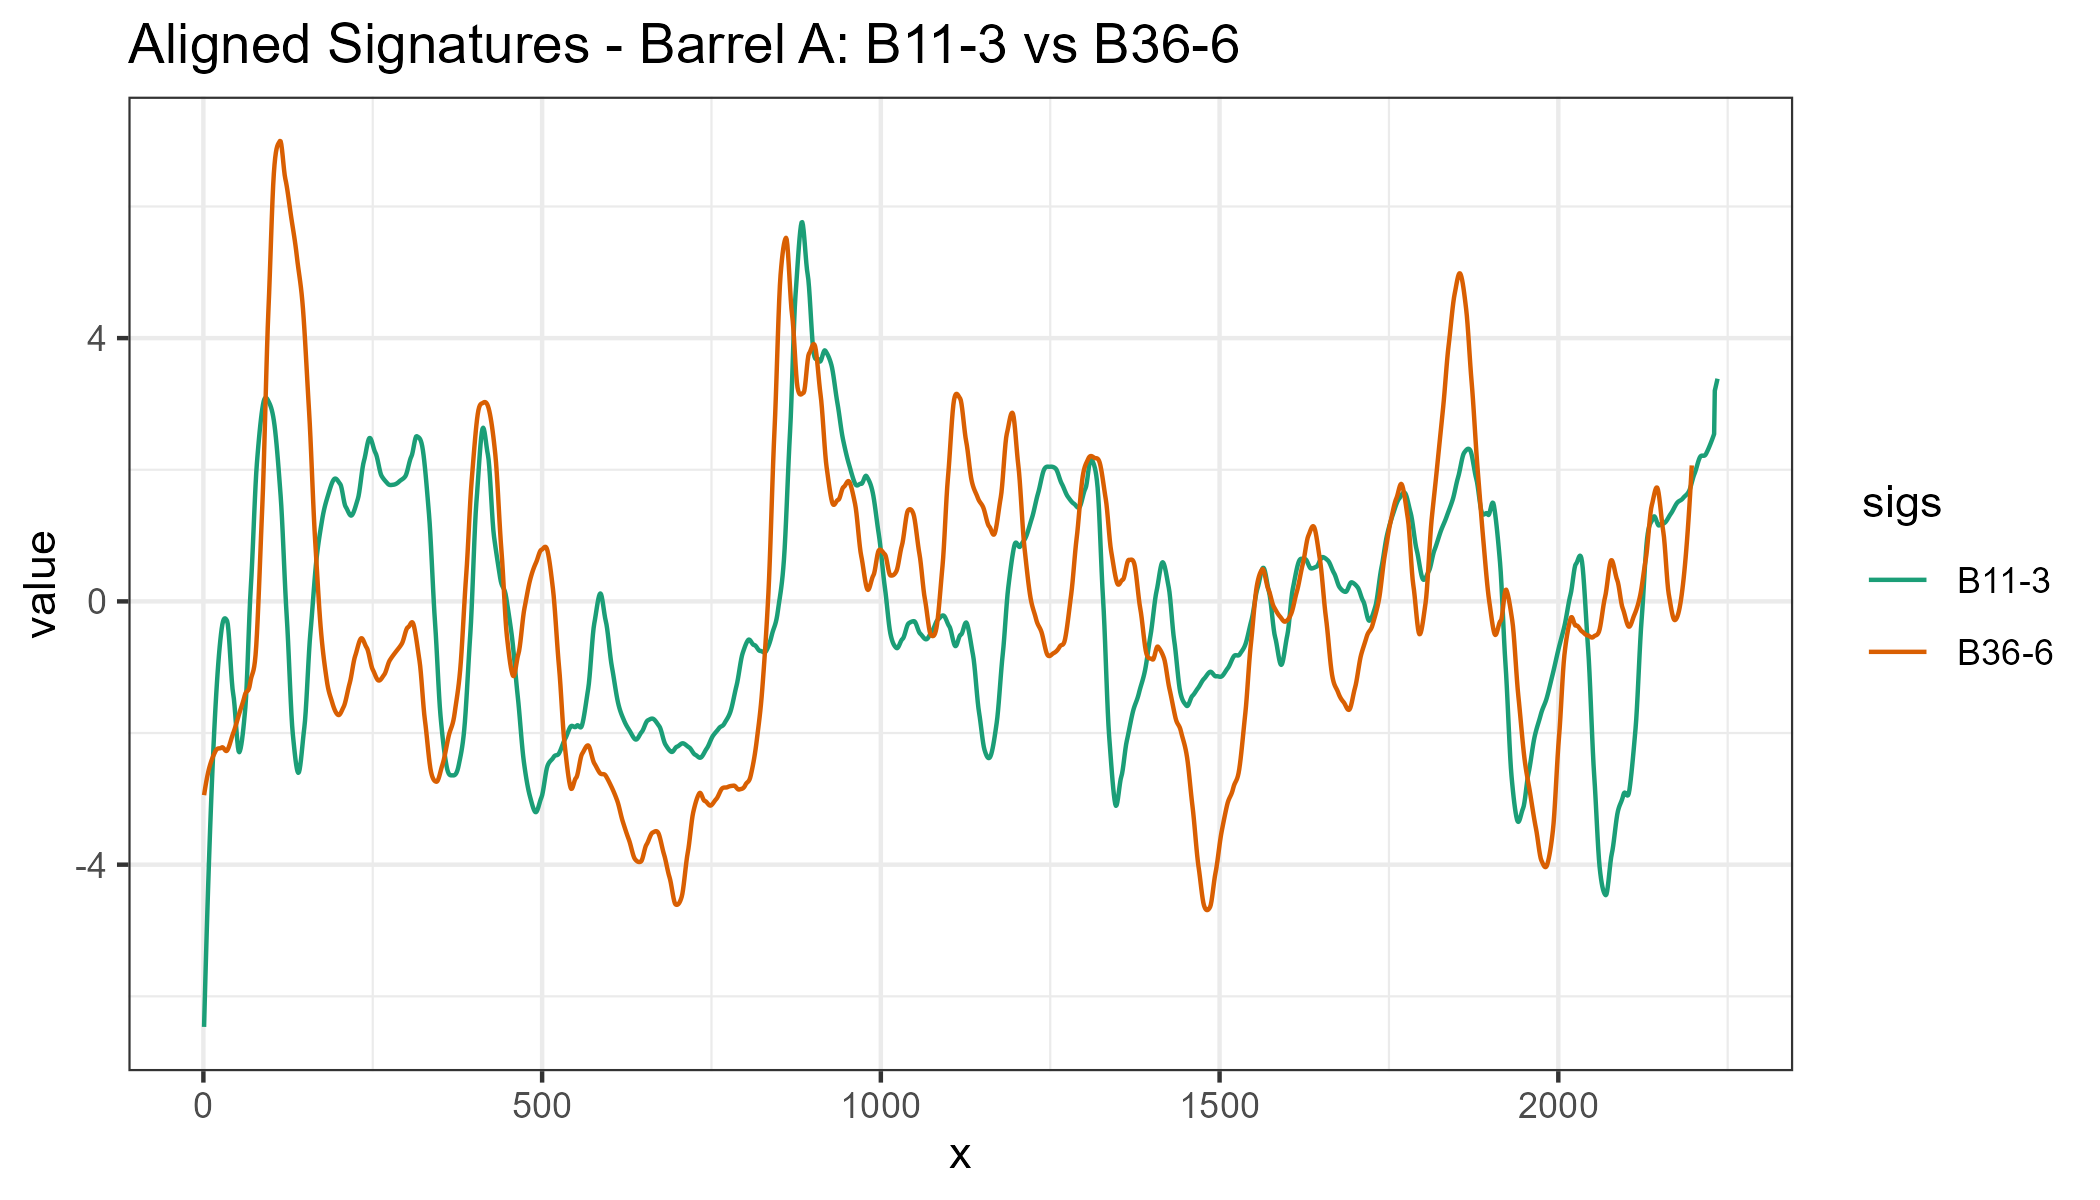 Aligned Signatures - Barrel A: B11-3 vs B36-6
value
4
0
-4
0
500
1000
1500
2000
x
sigs
B11-3
B36-6